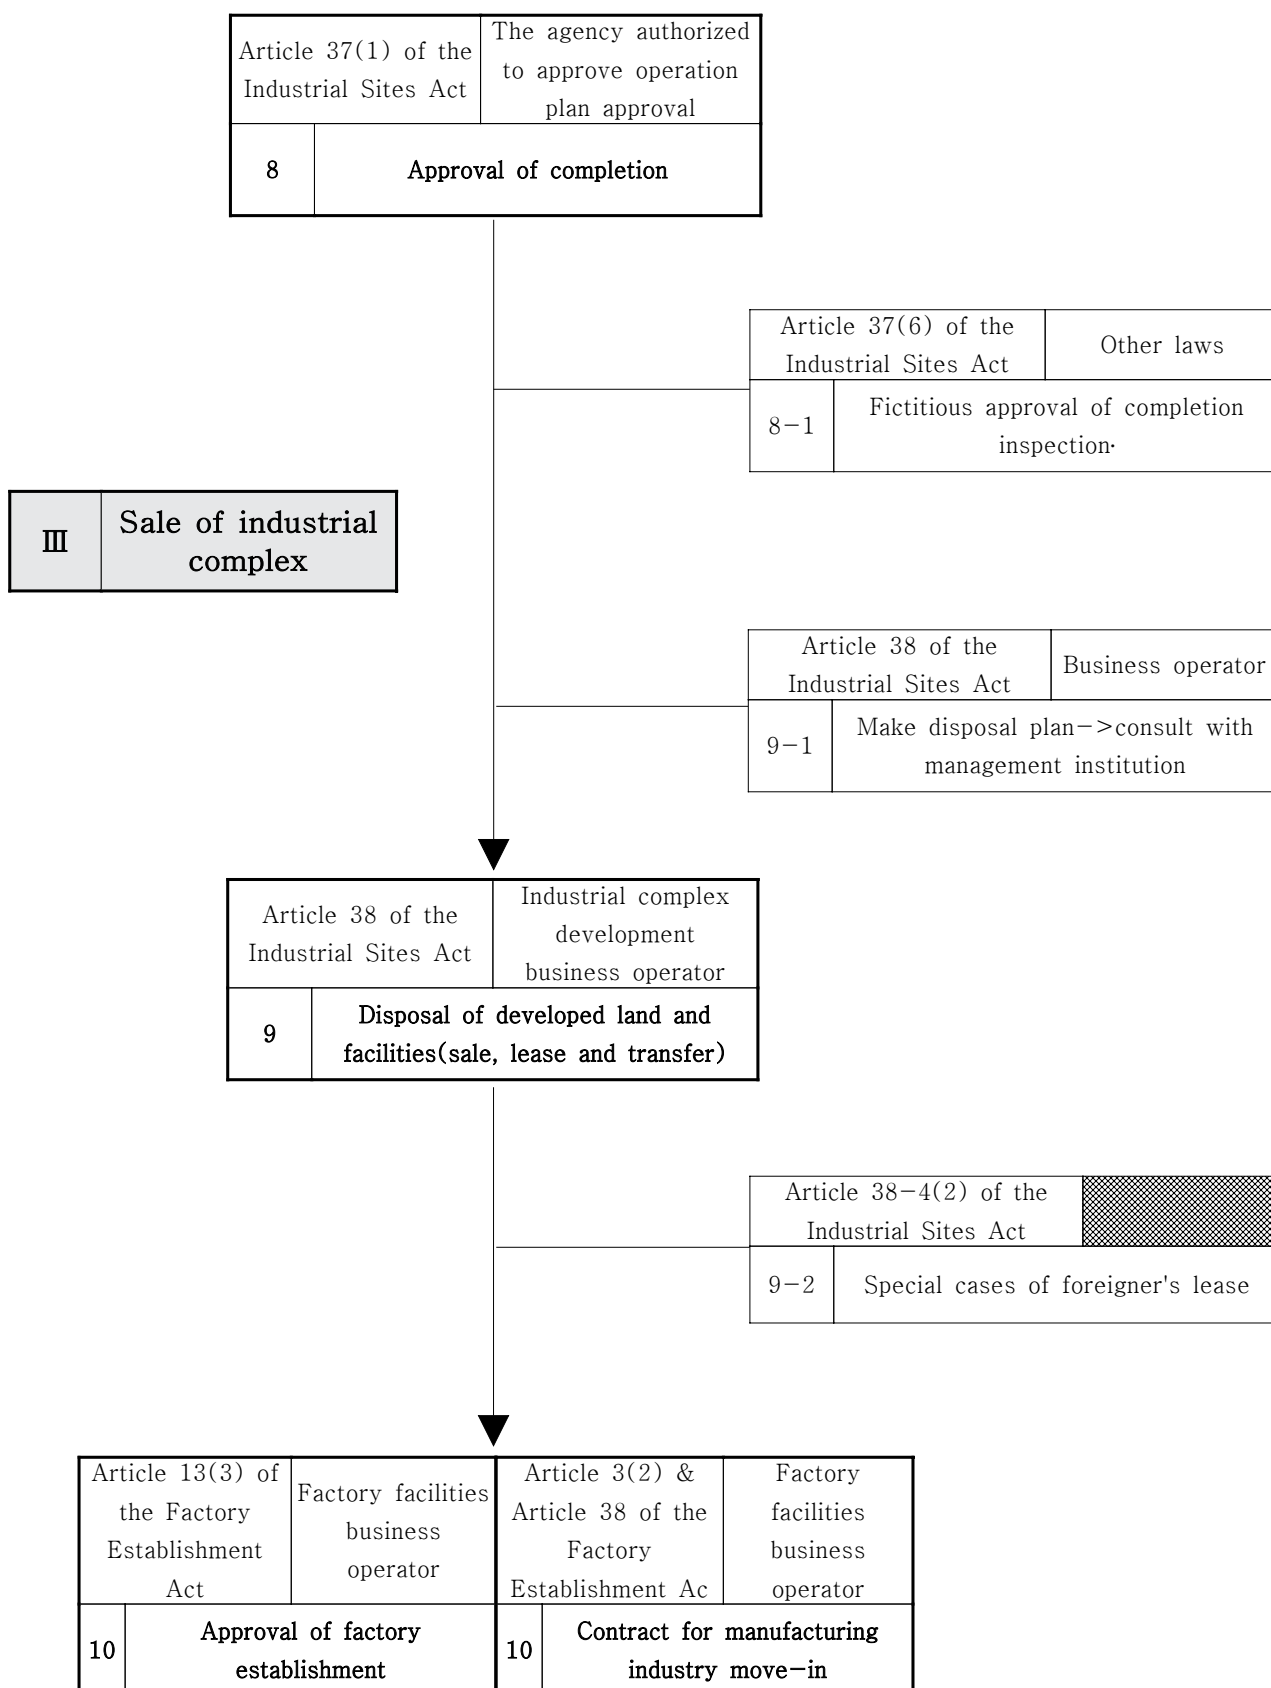 Article 37(1) of the
Industrial Sites Act
The agency authorized
to approve operation
plan approval
8
Approval of completion
Article 37(6) of the
Industrial Sites Act
Other laws
8-1
Fictitious approval of completion
inspection·
Ⅲ
Sale of industrial
complex
Article 38 of the
Industrial Sites Act
Business operator
9-1
Make disposal plan->consult with
management institution
Article 38 of the
Industrial Sites Act
Industrial complex
development
business operator
9
Disposal of developed land and
facilities(sale, lease and transfer)
Article 38-4(2) of the
Industrial Sites Act
9-2
Special cases of foreigner's lease
Article 13(3) of
the Factory
Establishment
Act
Factory facilities
business
operator
Article 3(2) &
Article 38 of the
Factory
Establishment Ac
Factory
facilities
business
operator
10
Approval of factory
establishment
10
Contract for manufacturing
industry move-in